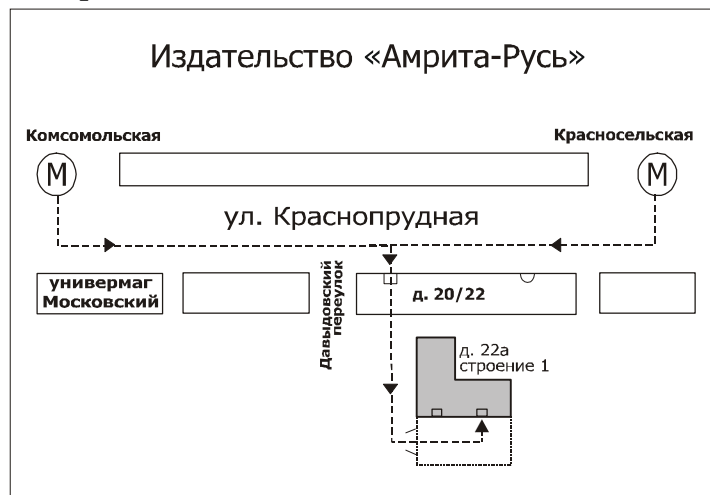 Издательство «Амрита-Русь»
Комсомольская
Красносельская
М
М
ул. Краснопрудная
универмаг
Московский
Давыдовский
переулок
д. 20/22
д. 22а
строение 1